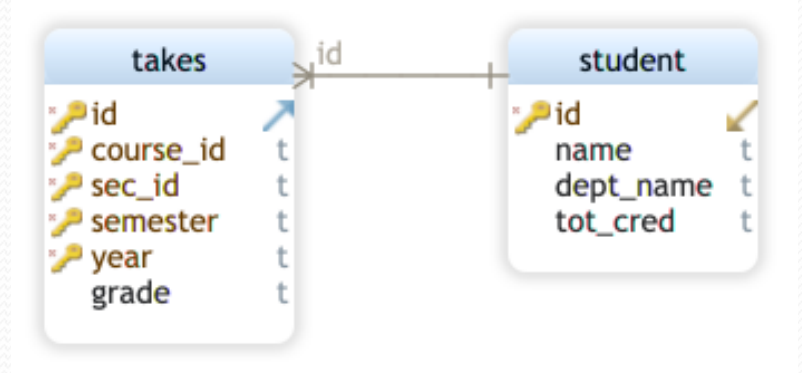 takes
id
course_id t
sec_id t
semester t
year t
grade t
id
student
id
name t
dept_name t
tot_cred t